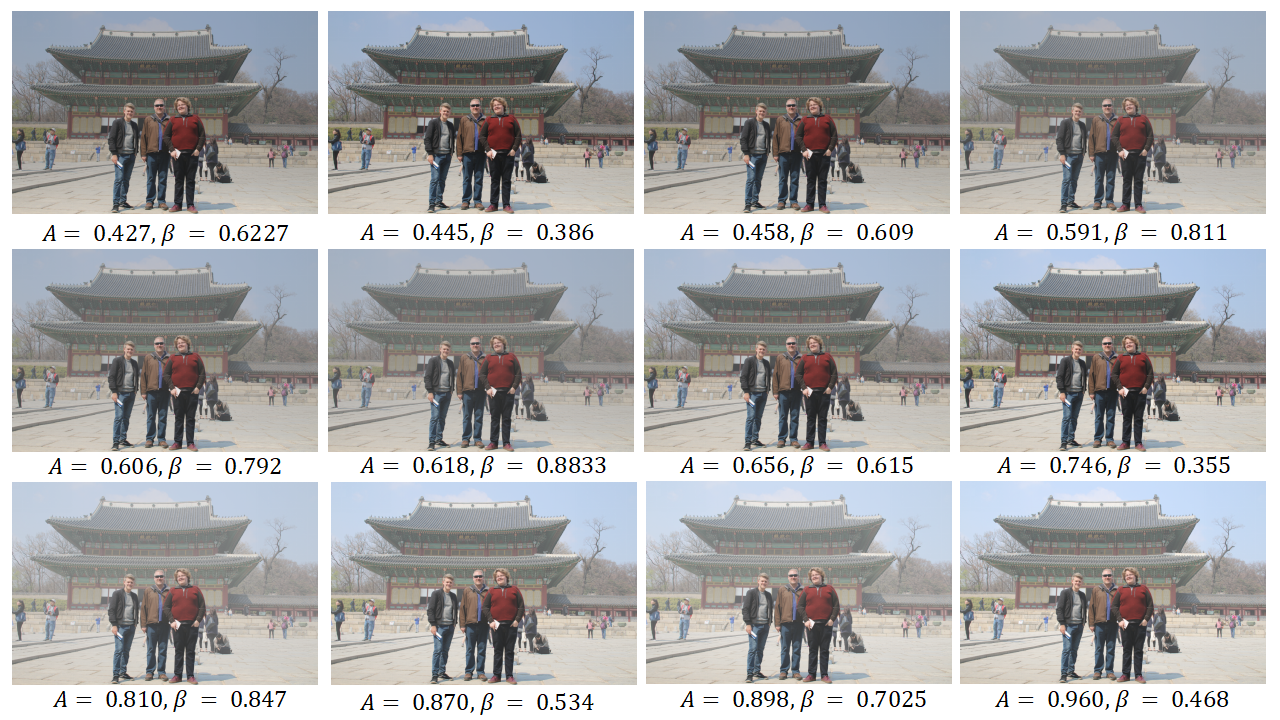 A = 0.427, β = 0.6227
A = 0.445, β = 0.386
A = 0.458, β = 0.609
A = 0.591, β = 0.811
A = 0.606, β = 0.792
A = 0.618, β = 0.8833
A = 0.656, β = 0.615
A = 0.746, β = 0.355
A = 0.810, β = 0.847
A = 0.870, β = 0.534
A = 0.898, β = 0.7025
A = 0.960, β = 0.468